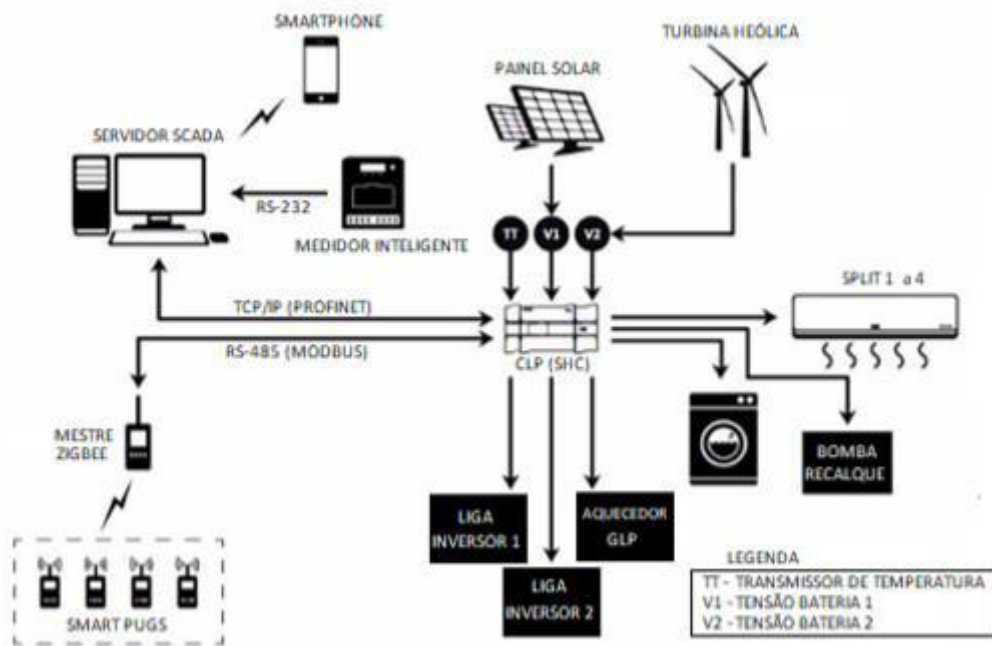 SMARTPHONE
TURBINA HEÓLICA
PAINEL SOLAR
SERVIDOR SCADA
RS-232
MEDIDOR INTELIGENTE
TT
V1
V2
SPLIT 1 a 4
TCP/IP (PROFINET)
RS-485 (MODBUS)
CLP (SHC)
MESTRE
ZIGBEE
BOMBA
RECALQUE
LIGA
INVERSOR 1
AQUECEDOR
GLP
LIGA
INVERSOR 2
SMART PUGS
LEGENDA
TT - TRANSMISSOR DE TEMPERATURA
V1 - TENSÃO BATERIA 1
V2 - TENSÃO BATERIA 2